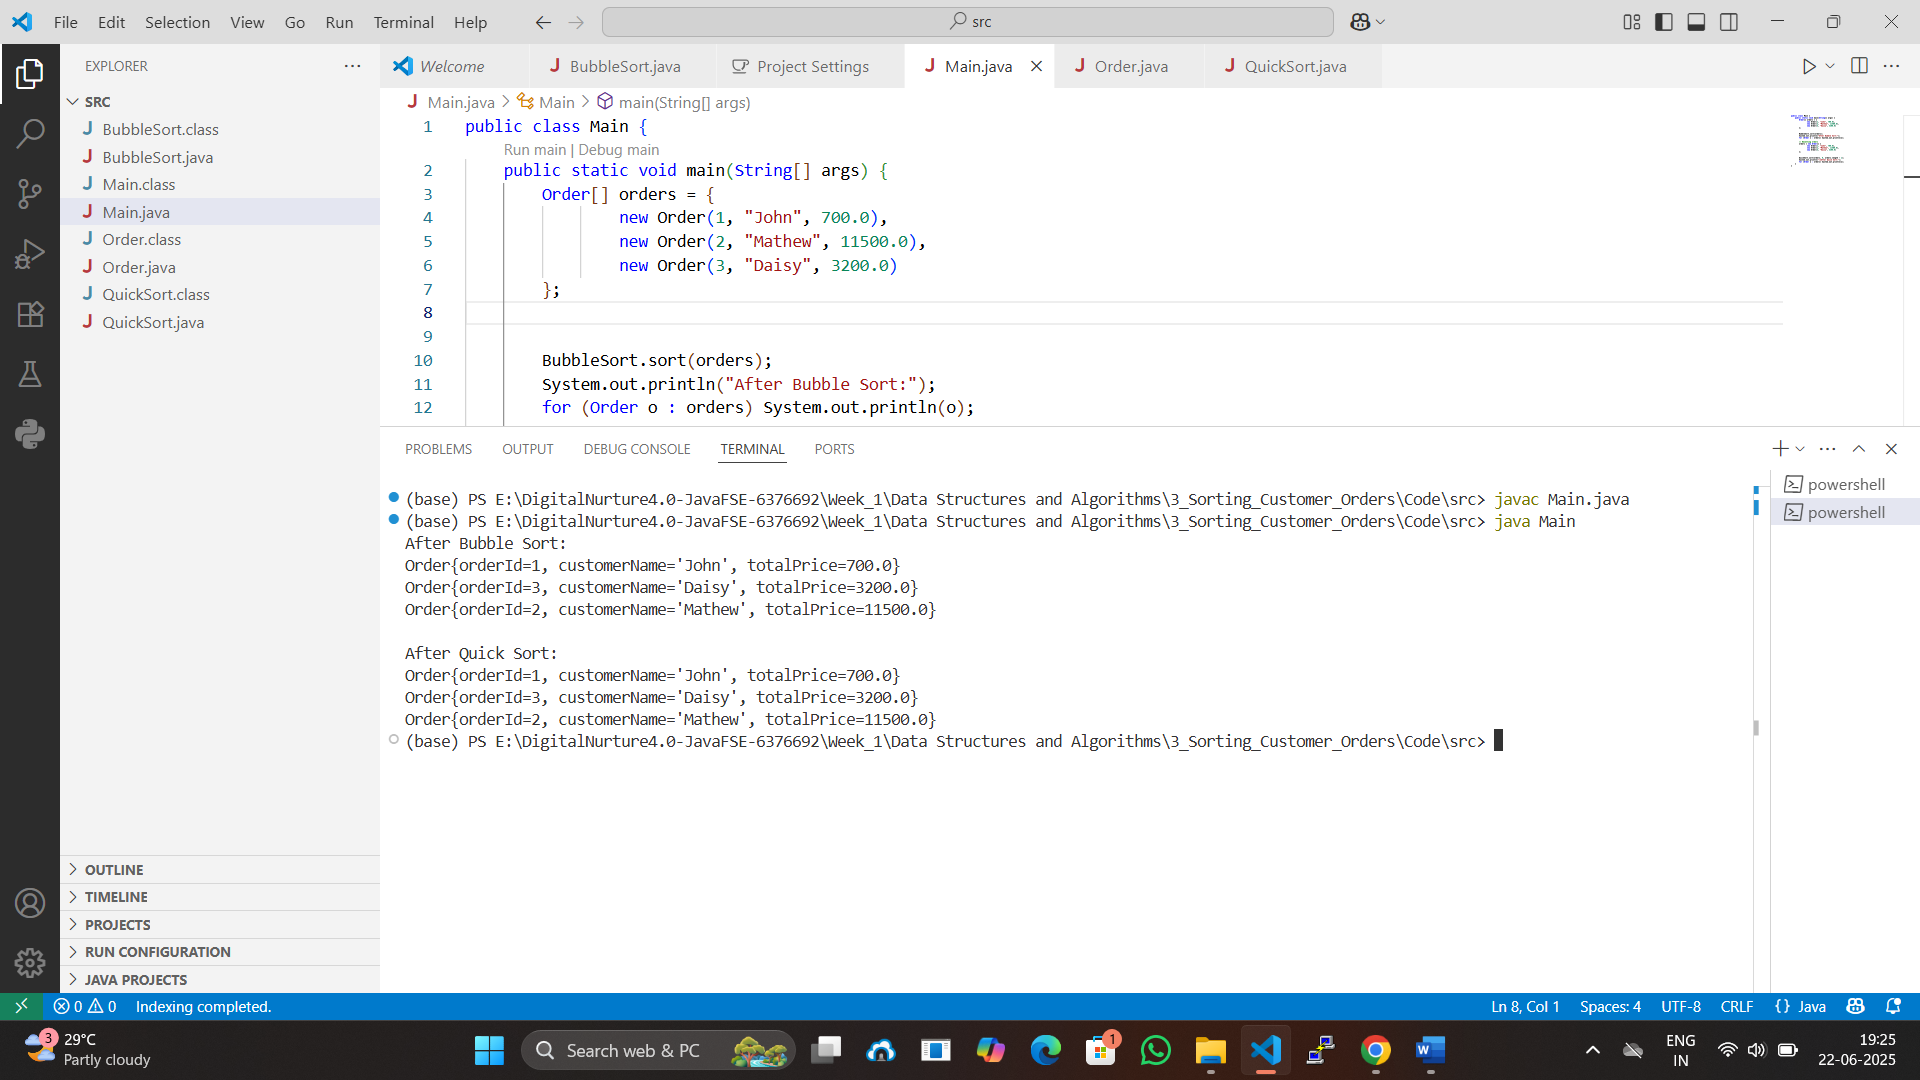 File Edit Selection View Go Run Terminal Help
src
EXPLORER
SRC
BubbleSort.class
BubbleSort.java
Main.class
Main.java
Order.class
Order.java
QuickSort.class
QuickSort.java
OUTLINE
TIMELINE
PROJECTS
RUN CONFIGURATION
JAVA PROJECTS
Welcome BubbleSort.java Project Settings Main.java Order.java QuickSort.java
Main.java > Main > main(String[] args)
1 public class Main {
Run main | Debug main
2 public static void main(String[] args) {
3 Order[] orders = {
4 new Order(1, "John", 700.0),
5 new Order(2, "Mathew", 11500.0),
6 new Order(3, "Daisy", 3200.0)
7 };
8
9
10 BubbleSort.sort(orders);
11 System.out.println("After Bubble Sort:");
12 for (Order o : orders) System.out.println(o);
PROBLEMS OUTPUT DEBUG CONSOLE TERMINAL PORTS
powershell
powershell
(base) PS E:\DigitalNurture4.0-JavaFSE-6376692\Week_1\Data Structures and Algorithms\3_Sorting_Customer_Orders\Code\src> javac Main.java
(base) PS E:\DigitalNurture4.0-JavaFSE-6376692\Week_1\Data Structures and Algorithms\3_Sorting_Customer_Orders\Code\src> java Main
After Bubble Sort:
Order{orderId=1, customerName='John', totalPrice=700.0}
Order{orderId=3, customerName='Daisy', totalPrice=3200.0}
Order{orderId=2, customerName='Mathew', totalPrice=11500.0}
After Quick Sort:
Order{orderId=1, customerName='John', totalPrice=700.0}
Order{orderId=3, customerName='Daisy', totalPrice=3200.0}
Order{orderId=2, customerName='Mathew', totalPrice=11500.0}
(base) PS E:\DigitalNurture4.0-JavaFSE-6376692\Week_1\Data Structures and Algorithms\3_Sorting_Customer_Orders\Code\src>
0 0 Indexing completed. Ln 8, Col 1 Spaces: 4 UTF-8 CRLF {} Java
3 29°C
Partly cloudy
Search web & PC
1
ENG
IN
19:25
22-06-2025